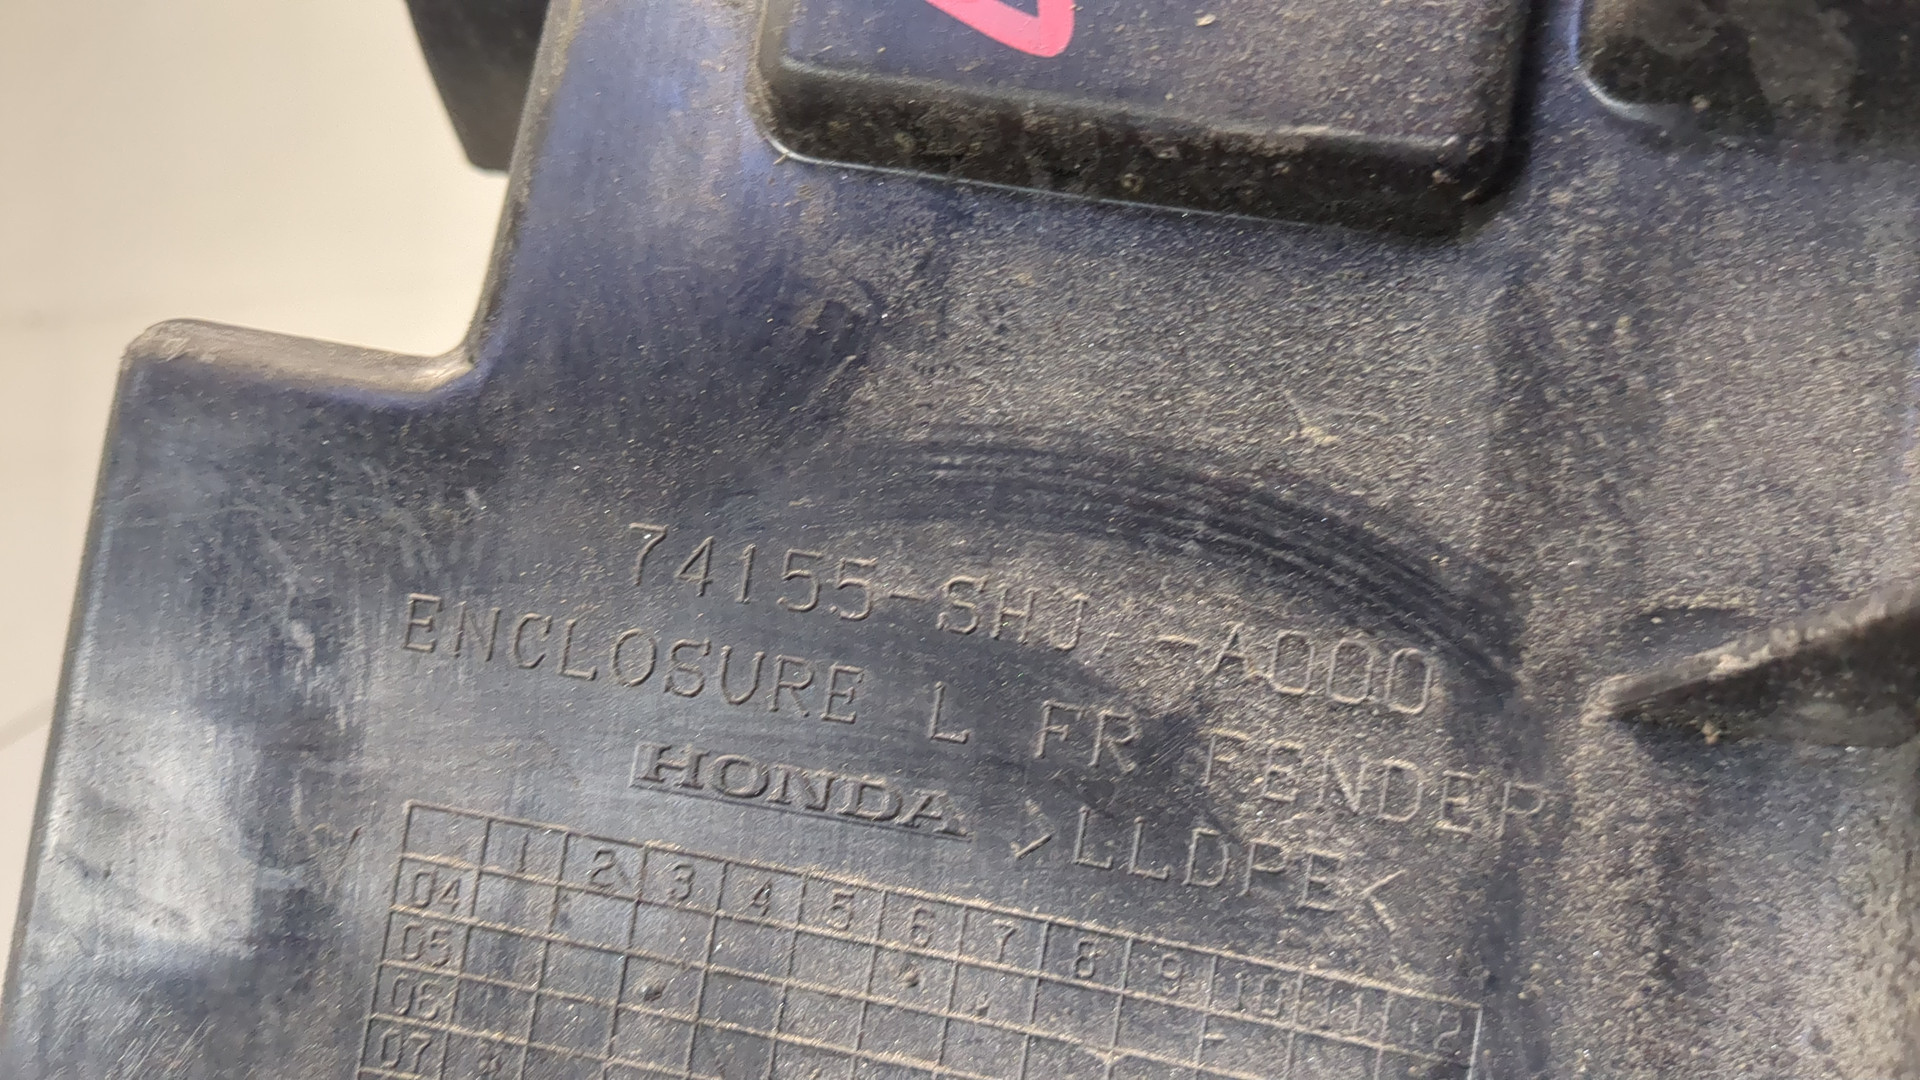 74155-SHJ -A000
ENCLOSURE L FR FENDER
HONDA >LLDPE<
1 2 3 4 5 6 7 8 9 10 11 12
04
05
06
07